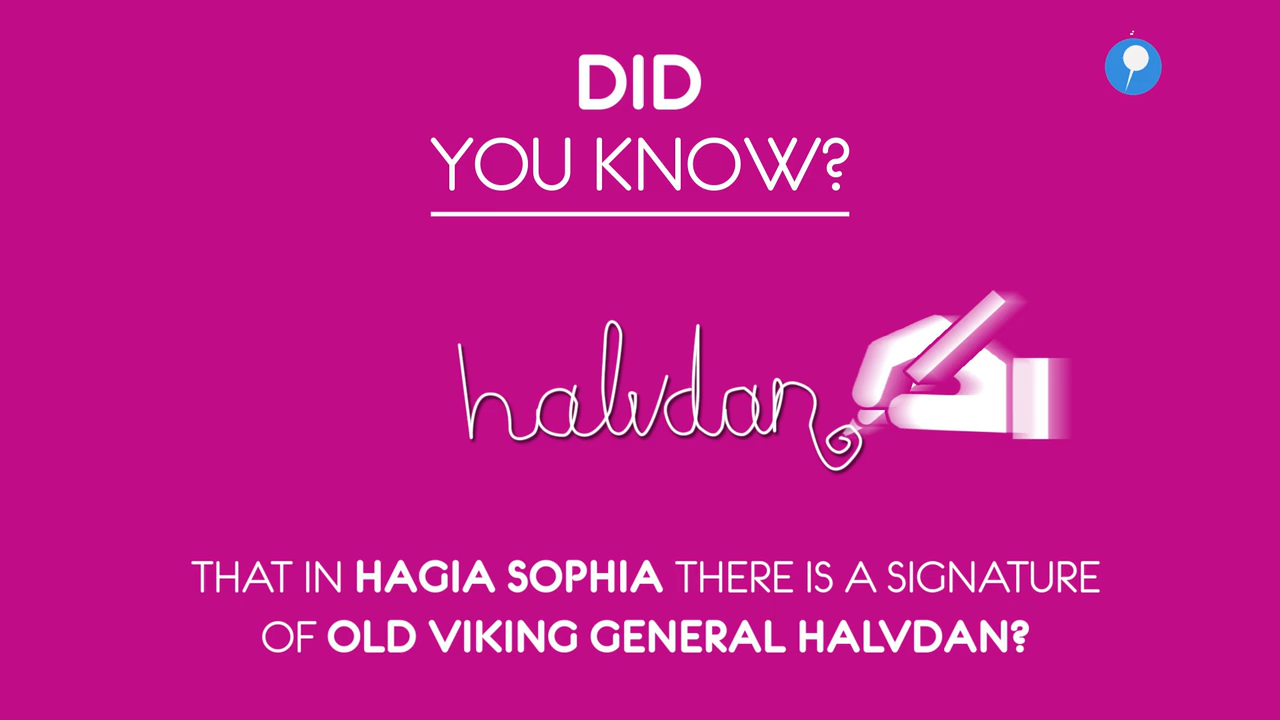 DID
YOU KNOW?
halvdan
THAT IN HAGIA SOPHIA THERE IS A SIGNATURE
OF OLD VIKING GENERAL HALVDAN?